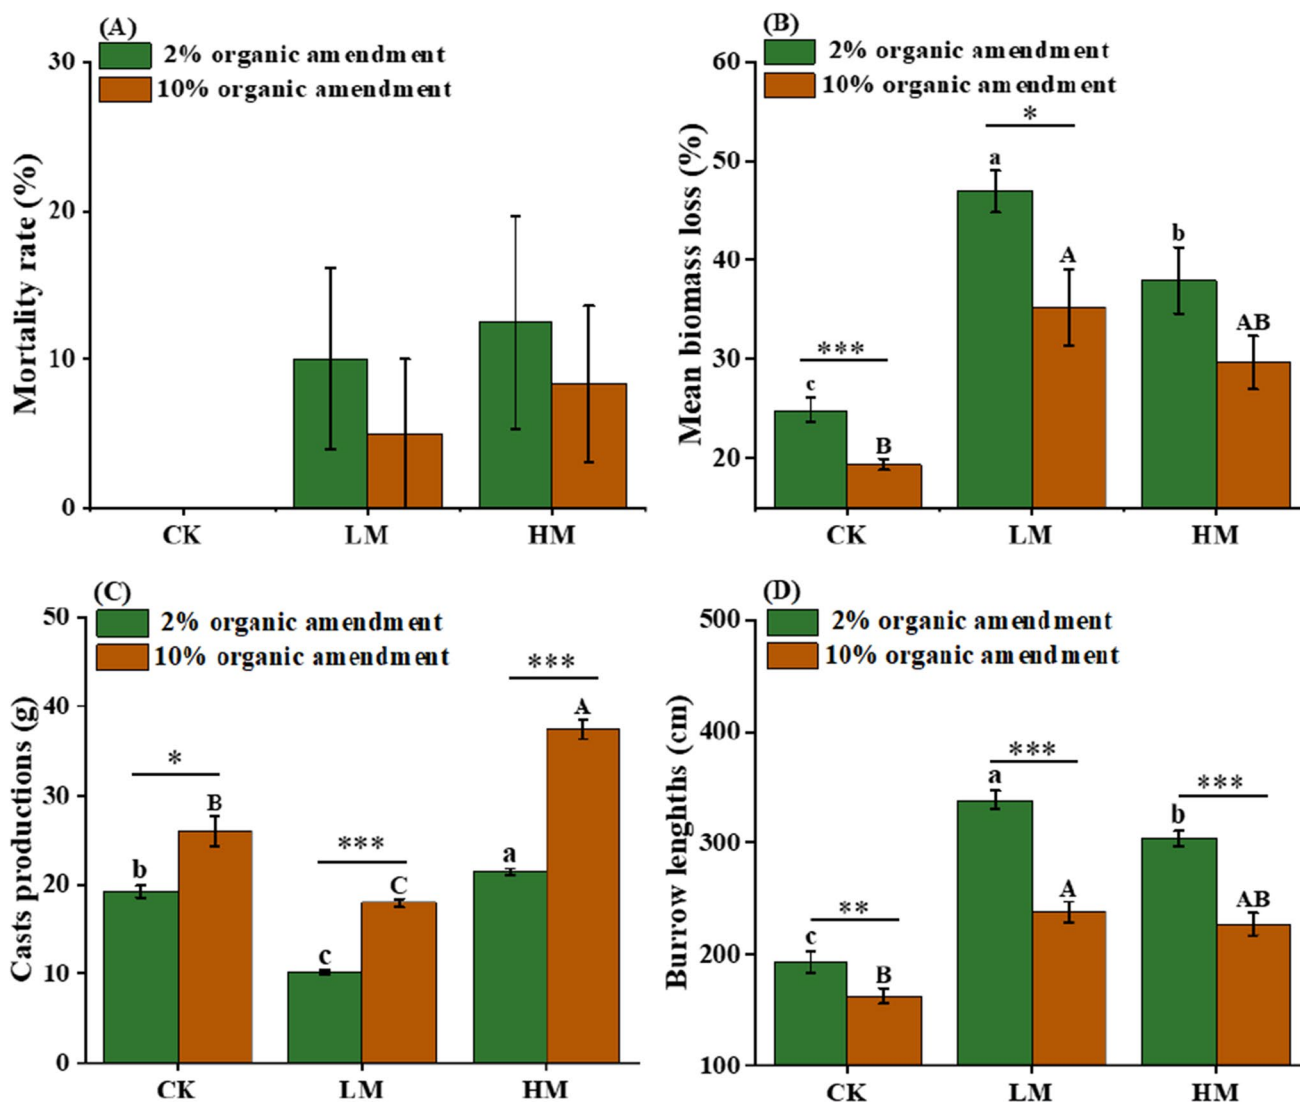 (A)
2% organic amendment
10% organic amendment
Mortality rate (%)
30
20
10
0
CK LM HM
(B)
2% organic amendment
10% organic amendment
Mean biomass loss (%)
60
50
40
30
20
*
a
A
b
AB
***
c
B
CK LM HM
(C)
2% organic amendment
10% organic amendment
Casts productions (g)
50
40
30
20
10
0
***
A
*
B
b
***
C
c
a
CK LM HM
(D)
2% organic amendment
10% organic amendment
Burrow lenghths (cm)
500
400
300
200
100
***
a
A
***
b
AB
**
c
B
CK LM HM